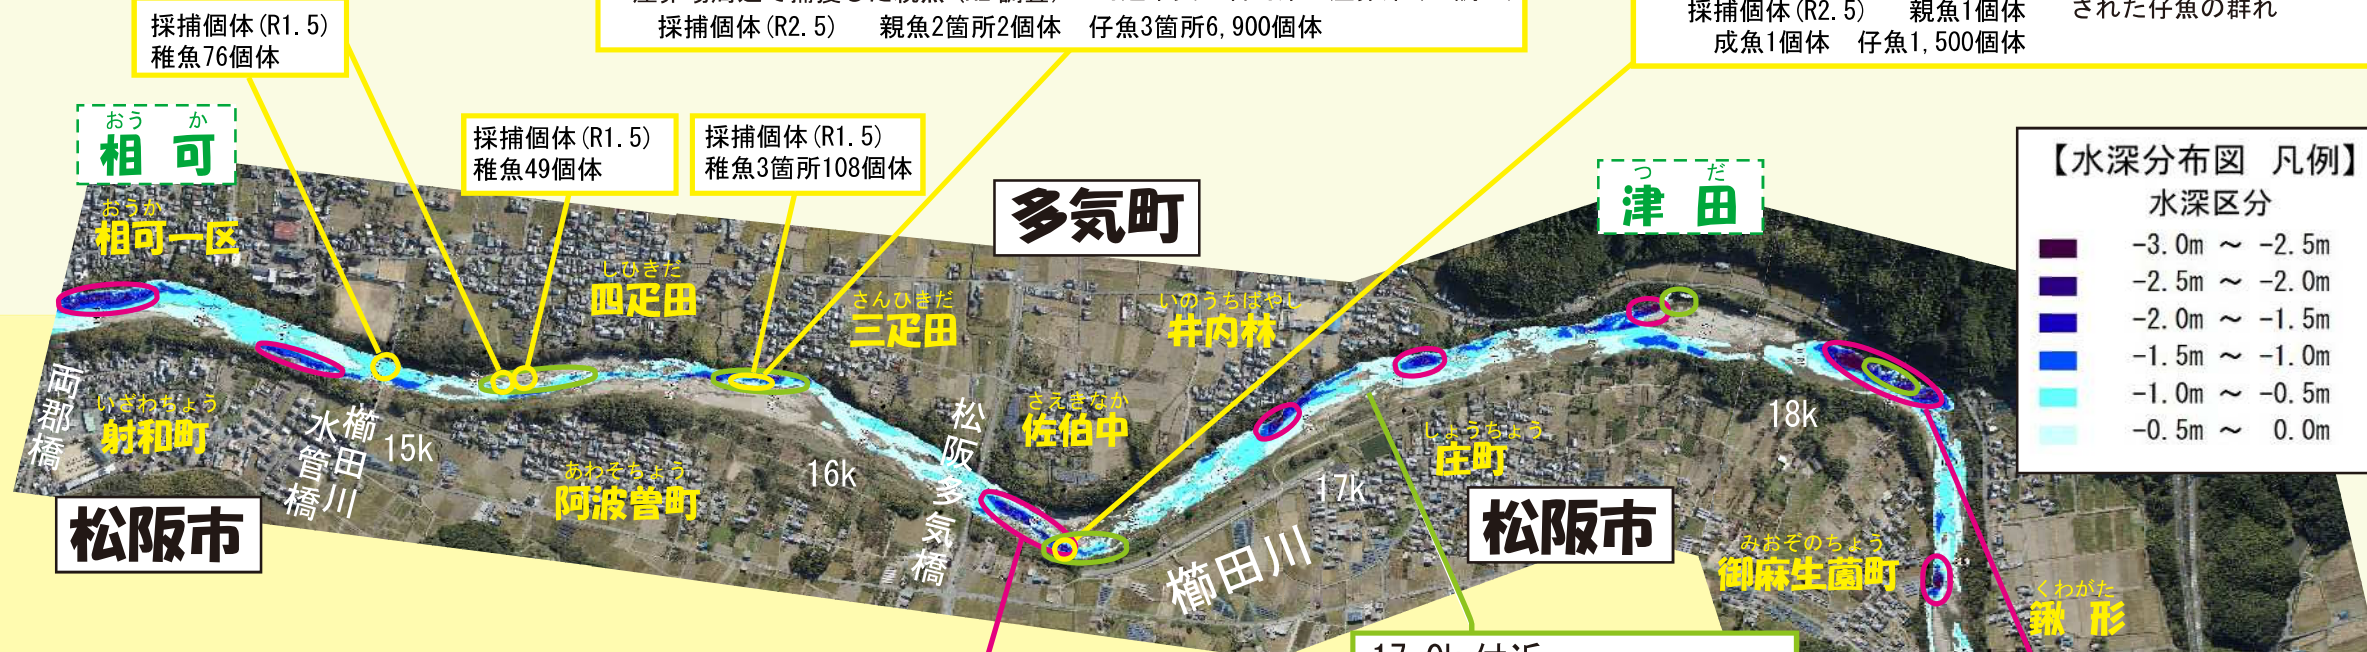 採捕個体(R1.5)
稚魚76個体
採捕個体(R2.5)　親魚2箇所2個体　仔魚3箇所6,900個体
採捕個体(R2.5)　親魚1個体
成魚1個体　仔魚1,500個体
された仔魚の群れ
おう　か
相 可
採捕個体(R1.5)
稚魚49個体
採捕個体(R1.5)
稚魚3箇所108個体
多気町
つ　だ
津 田
【水深分布図 凡例】
水深区分
-3.0m ～ -2.5m
-2.5m ～ -2.0m
-2.0m ～ -1.5m
-1.5m ～ -1.0m
-1.0m ～ -0.5m
-0.5m ～ 0.0m
おうか
相可一区
しひきだ
四疋田
さんひきだ
三疋田
いのうちばやし
井内林
両郡橋
いざわちょう
射和町
櫛田川
水管橋
15k
あわそちょう
阿波曽町
16k
松阪多気橋
さえきなか
佐伯中
17k
しょうちょう
庄町
18k
松阪市
櫛田川
松阪市
みおぞのちょう
御麻生薗町
くわがた
鍬 形